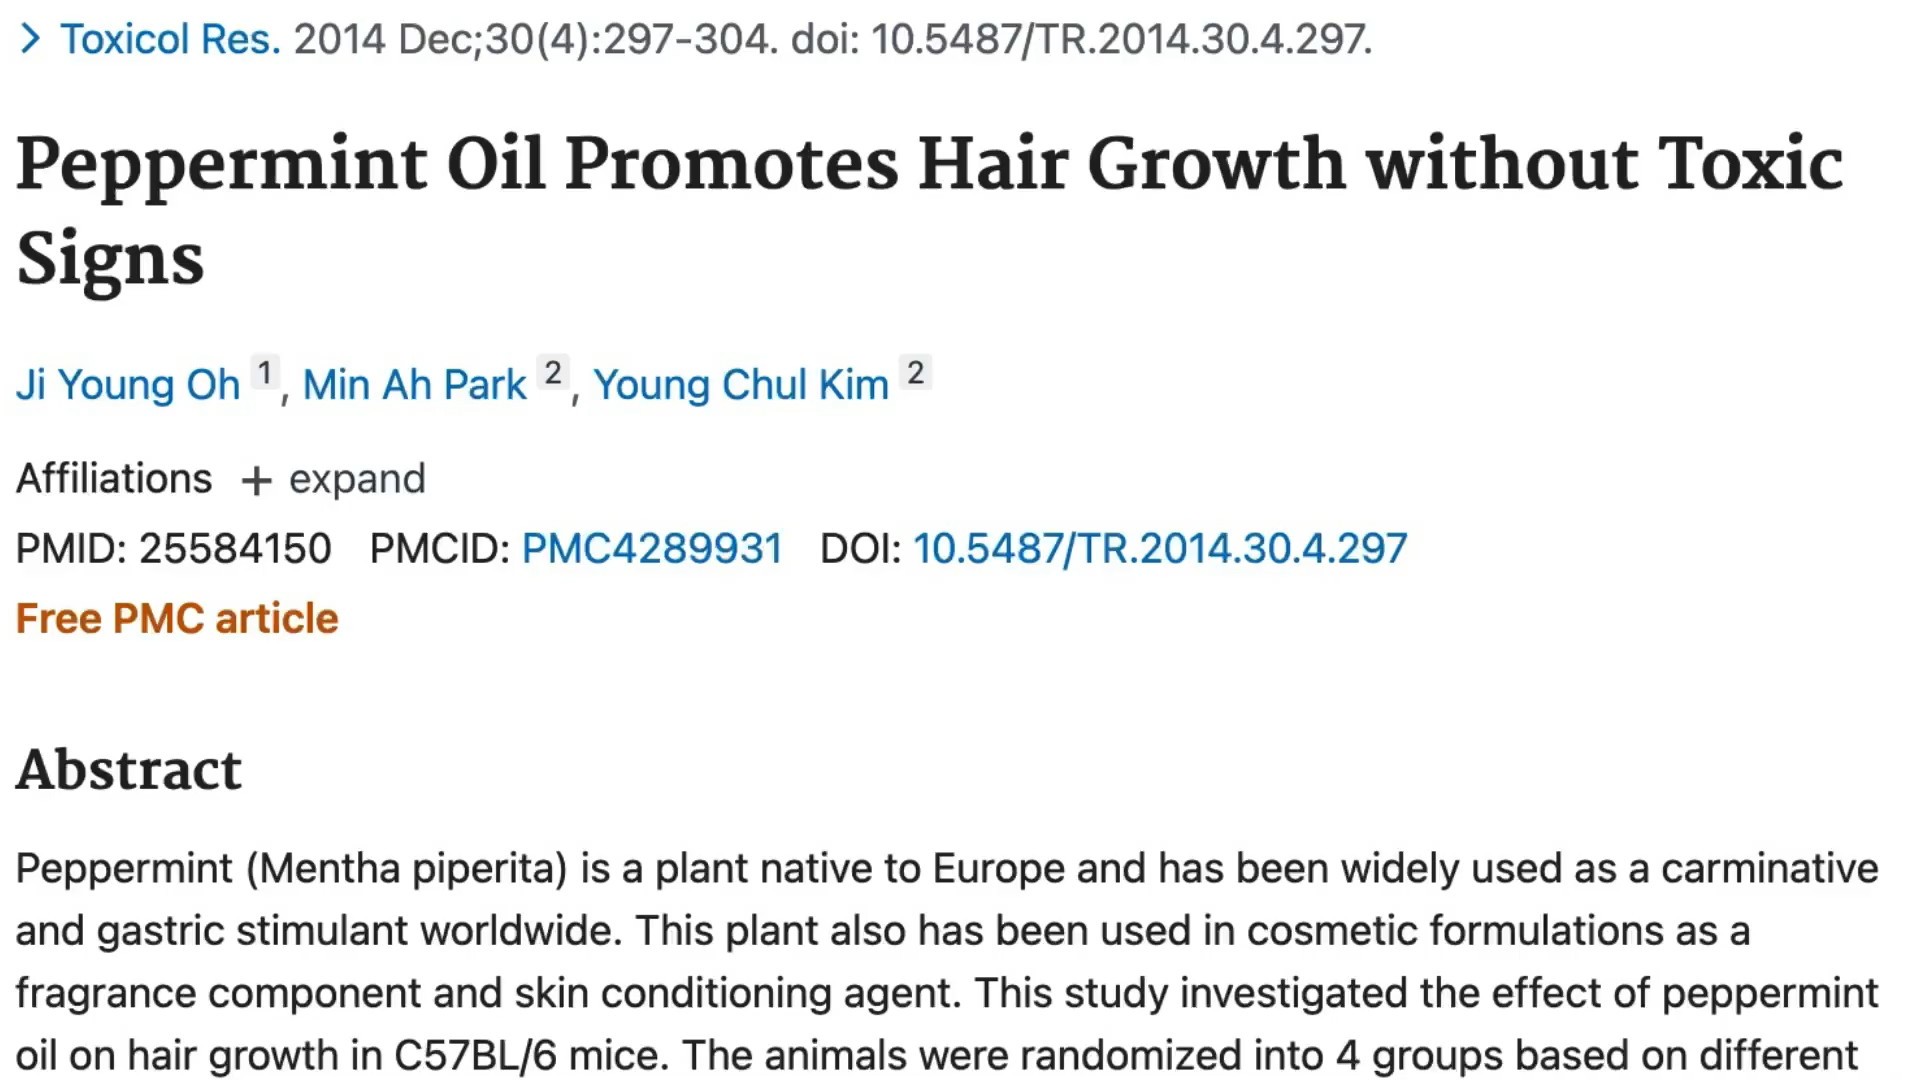 > Toxicol Res. 2014 Dec;30(4):297-304. doi: 10.5487/TR.2014.30.4.297.
Peppermint Oil Promotes Hair Growth without Toxic
Signs
Ji Young Oh 1, Min Ah Park 2, Young Chul Kim 2
Affiliations + expand
PMID: 25584150 PMCID: PMC4289931 DOI: 10.5487/TR.2014.30.4.297
Free PMC article
Abstract
Peppermint (Mentha piperita) is a plant native to Europe and has been widely used as a carminative
and gastric stimulant worldwide. This plant also has been used in cosmetic formulations as a
fragrance component and skin conditioning agent. This study investigated the effect of peppermint
oil on hair growth in C57BL/6 mice. The animals were randomized into 4 groups based on different